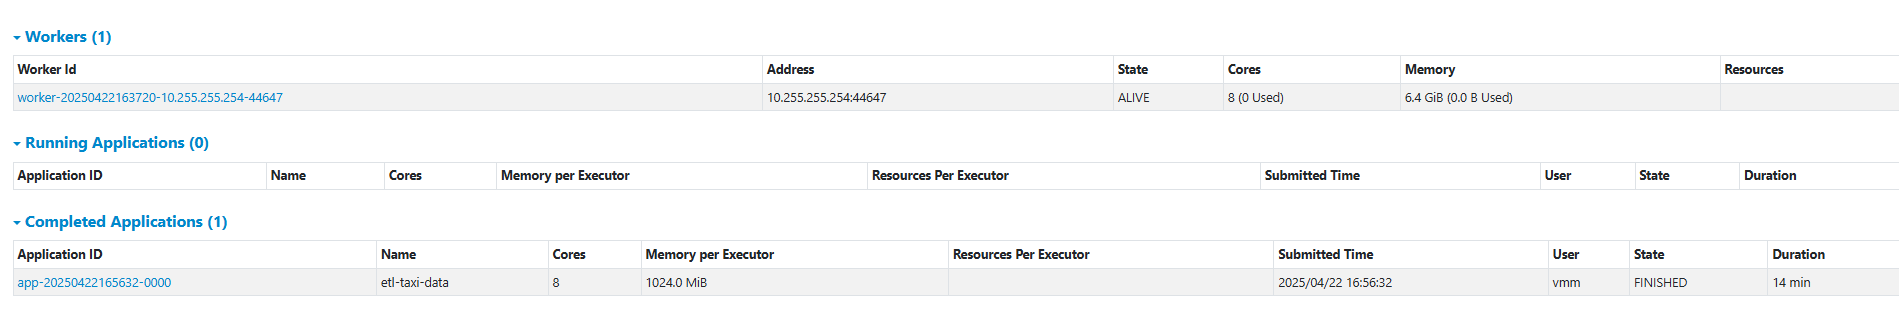 Workers (1)
Worker Id Address State Cores Memory Resources
worker-20250422163720-10.255.255.254-44647 10.255.255.254:44647 ALIVE 8 (0 Used) 6.4 GiB (0.0 B Used)
Running Applications (0)
Application ID Name Cores Memory per Executor Resources Per Executor Submitted Time User State Duration
Completed Applications (1)
Application ID Name Cores Memory per Executor Resources Per Executor Submitted Time User State Duration
app-20250422165632-0000 etl-taxi-data 8 1024.0 MiB 2025/04/22 16:56:32 vmm FINISHED 14 min